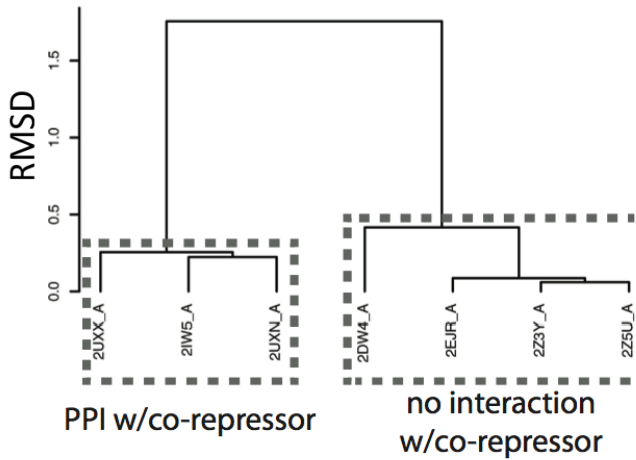 RMSD
1.5
1.0
0.5
0.0
2UXX_A
2IW5_A
2UXN_A
2DW4_A
2EJR_A
2Z3Y_A
2Z5U_A
PPI w/co-repressor
no interaction
w/co-repressor